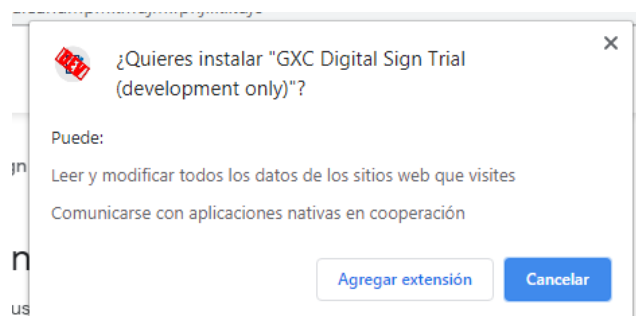 ¿Quieres instalar "GXC Digital Sign Trial
(development only)"?
Puede:
Leer y modificar todos los datos de los sitios web que visites
Comunicarse con aplicaciones nativas en cooperación
Agregar extensión
Cancelar